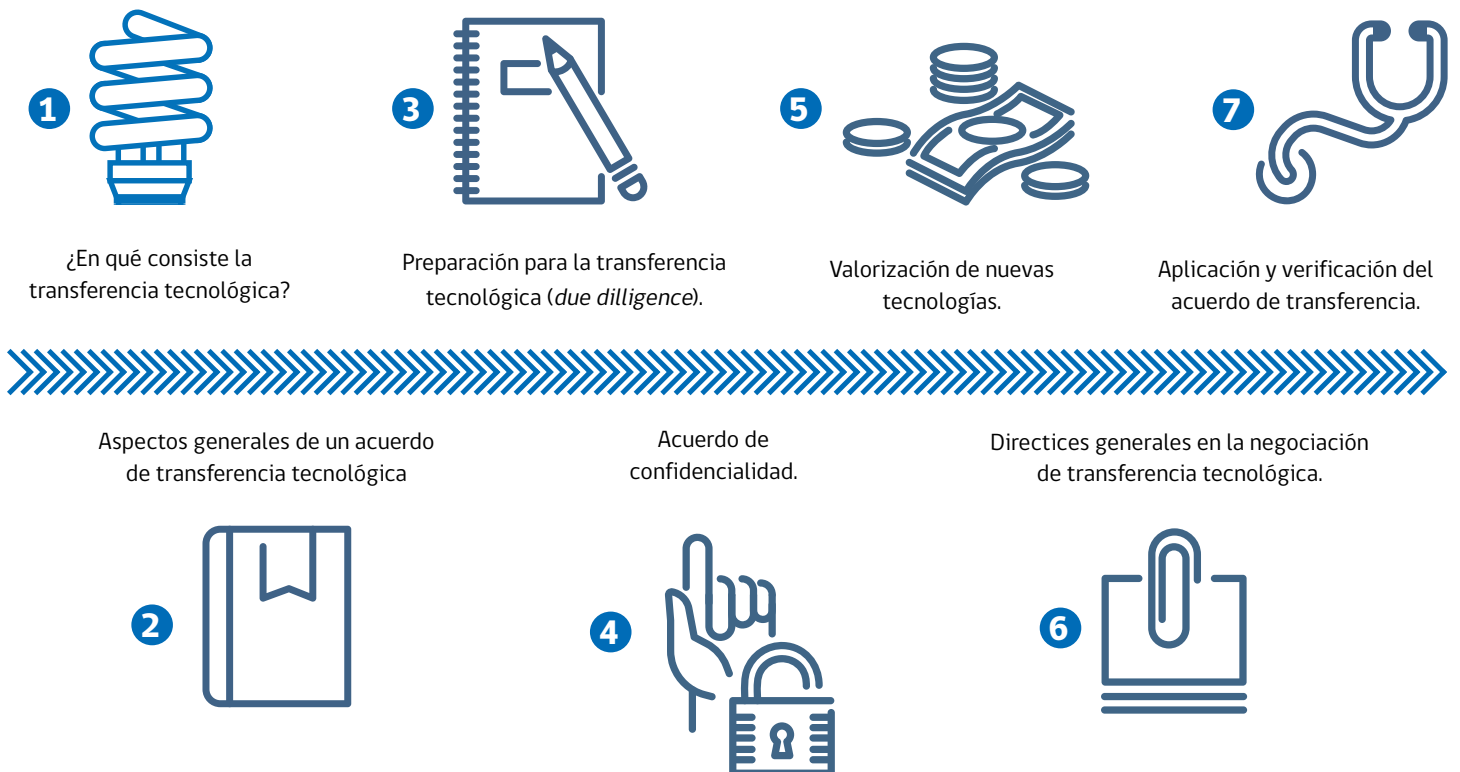 1
¿En qué consiste la
transferencia tecnológica?
3
Preparación para la transferencia
tecnológica (due dilligence).
5
Valorización de nuevas
tecnologías.
7
Aplicación y verificación del
acuerdo de transferencia.
Aspectos generales de un acuerdo
de transferencia tecnológica
2
Acuerdo de
confidencialidad.
4
Directices generales en la negociación
de transferencia tecnológica.
6